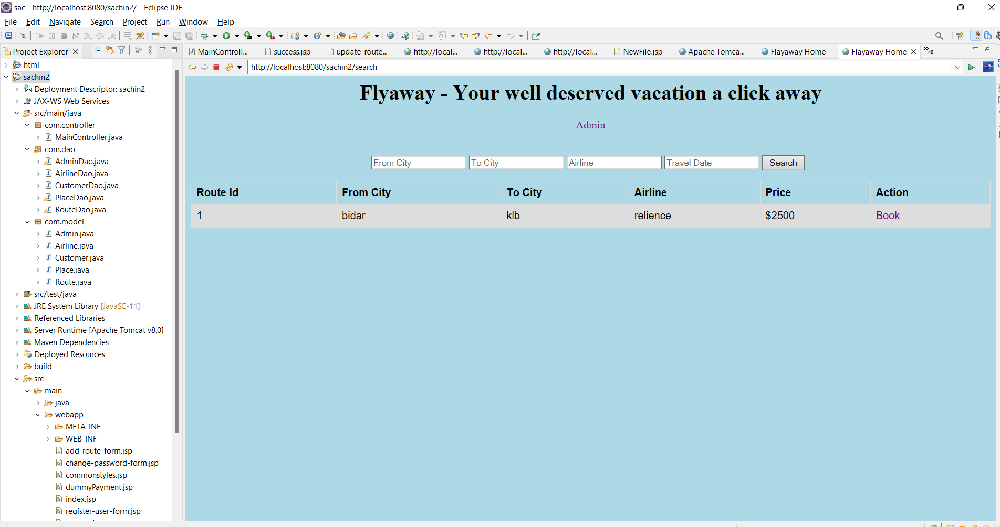 sac - http://localhost:8080/sachin2/ - Eclipse IDE
File Edit Navigate Search Project Run Window Help
Project Explorer
MainControll... success.jsp update-route... http://local... http://local... http://local... NewFile.jsp Apache Tomca... Flayaway Home Flayaway Home »48
http://localhost:8080/sachin2/search
html
sachin2
Deployment Descriptor: sachin2
JAX-WS Web Services
src/main/java
com.controller
MainController.java
com.dao
AdminDao.java
AirlineDao.java
CustomerDao.java
PlaceDao.java
RouteDao.java
com.model
Admin.java
Airline.java
Customer.java
Place.java
Route.java
src/test/java
JRE System Library [JavaSE-11]
Referenced Libraries
Server Runtime [Apache Tomcat v8.0]
Maven Dependencies
Deployed Resources
build
src
main
java
webapp
META-INF
WEB-INF
add-route-form.jsp
change-password-form.jsp
commonstyles.jsp
dummyPayment.jsp
index.jsp
register-user-form.jsp
Flyaway - Your well deserved vacation a click away
Admin
From City To City Airline Travel Date Search
Route Id From City To City Airline Price Action
1 bidar klb relience $2500 Book